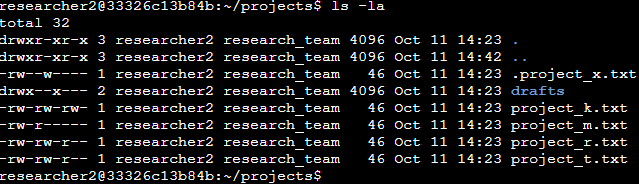 researcher2@33326c13b84b:~/projects$ ls -la
total 32
drwxr-xr-x 3 researcher2 research_team 4096 Oct 11 14:23 .
drwxr-xr-x 3 researcher2 research_team 4096 Oct 11 14:42 ..
-rw--w---- 1 researcher2 research_team   46 Oct 11 14:23 .project_x.txt
drwx--x--- 2 researcher2 research_team 4096 Oct 11 14:23 drafts
-rw-rw-rw- 1 researcher2 research_team   46 Oct 11 14:23 project_k.txt
-rw-r----- 1 researcher2 research_team   46 Oct 11 14:23 project_m.txt
-rw-rw-r-- 1 researcher2 research_team   46 Oct 11 14:23 project_r.txt
-rw-rw-r-- 1 researcher2 research_team   46 Oct 11 14:23 project_t.txt
researcher2@33326c13b84b:~/projects$